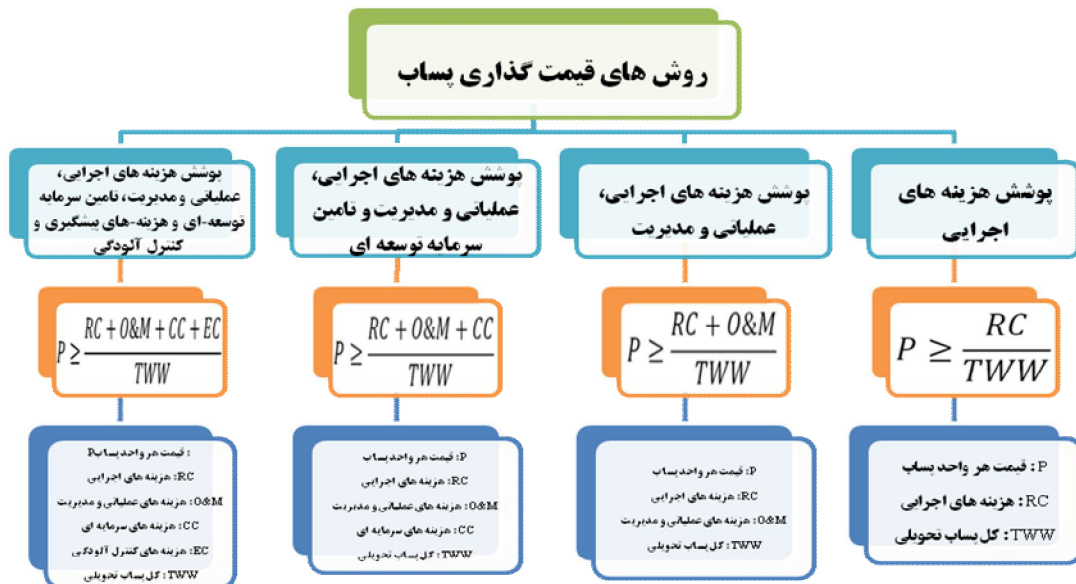 روش های قیمت گذاری پساب
پوشش هزینه های
اجرایی
پوشش هزینه های اجرایی،
عملیاتی و مدیریت
پوشش هزینه های اجرایی،
عملیاتی و مدیریت و تامین
سرمایه توسعه ای
پوشش هزینه های اجرایی،
عملیاتی و مدیریت، تامین سرمایه
توسعه-ای و هزینه-های پیشگیری و
کنترل آلودگی
P ≥ RC / TWW
P ≥ RC + O&M / TWW
P ≥ RC + O&M + CC / TWW
P ≥ RC + O&M + CC + EC / TWW
P: قیمت هر واحد پساب
RC: هزینه های اجرایی
TWW: کل پساب تحویلی
P: قیمت هر واحد پساب
RC: هزینه های اجرایی
O&M: هزینه های عملیاتی و مدیریت
TWW: کل پساب تحویلی
P: قیمت هر واحد پساب
RC: هزینه های اجرایی
O&M: هزینه های عملیاتی و مدیریت
CC: هزینه های سرمایه ای
TWW: کل پساب تحویلی
: قیمت هر واحد پسابP
RC: هزینه های اجرایی
O&M: هزینه های عملیاتی و مدیریت
CC: هزینه های سرمایه ای
EC: هزینه های کنترل آلودگی
TWW: کل پساب تحویلی